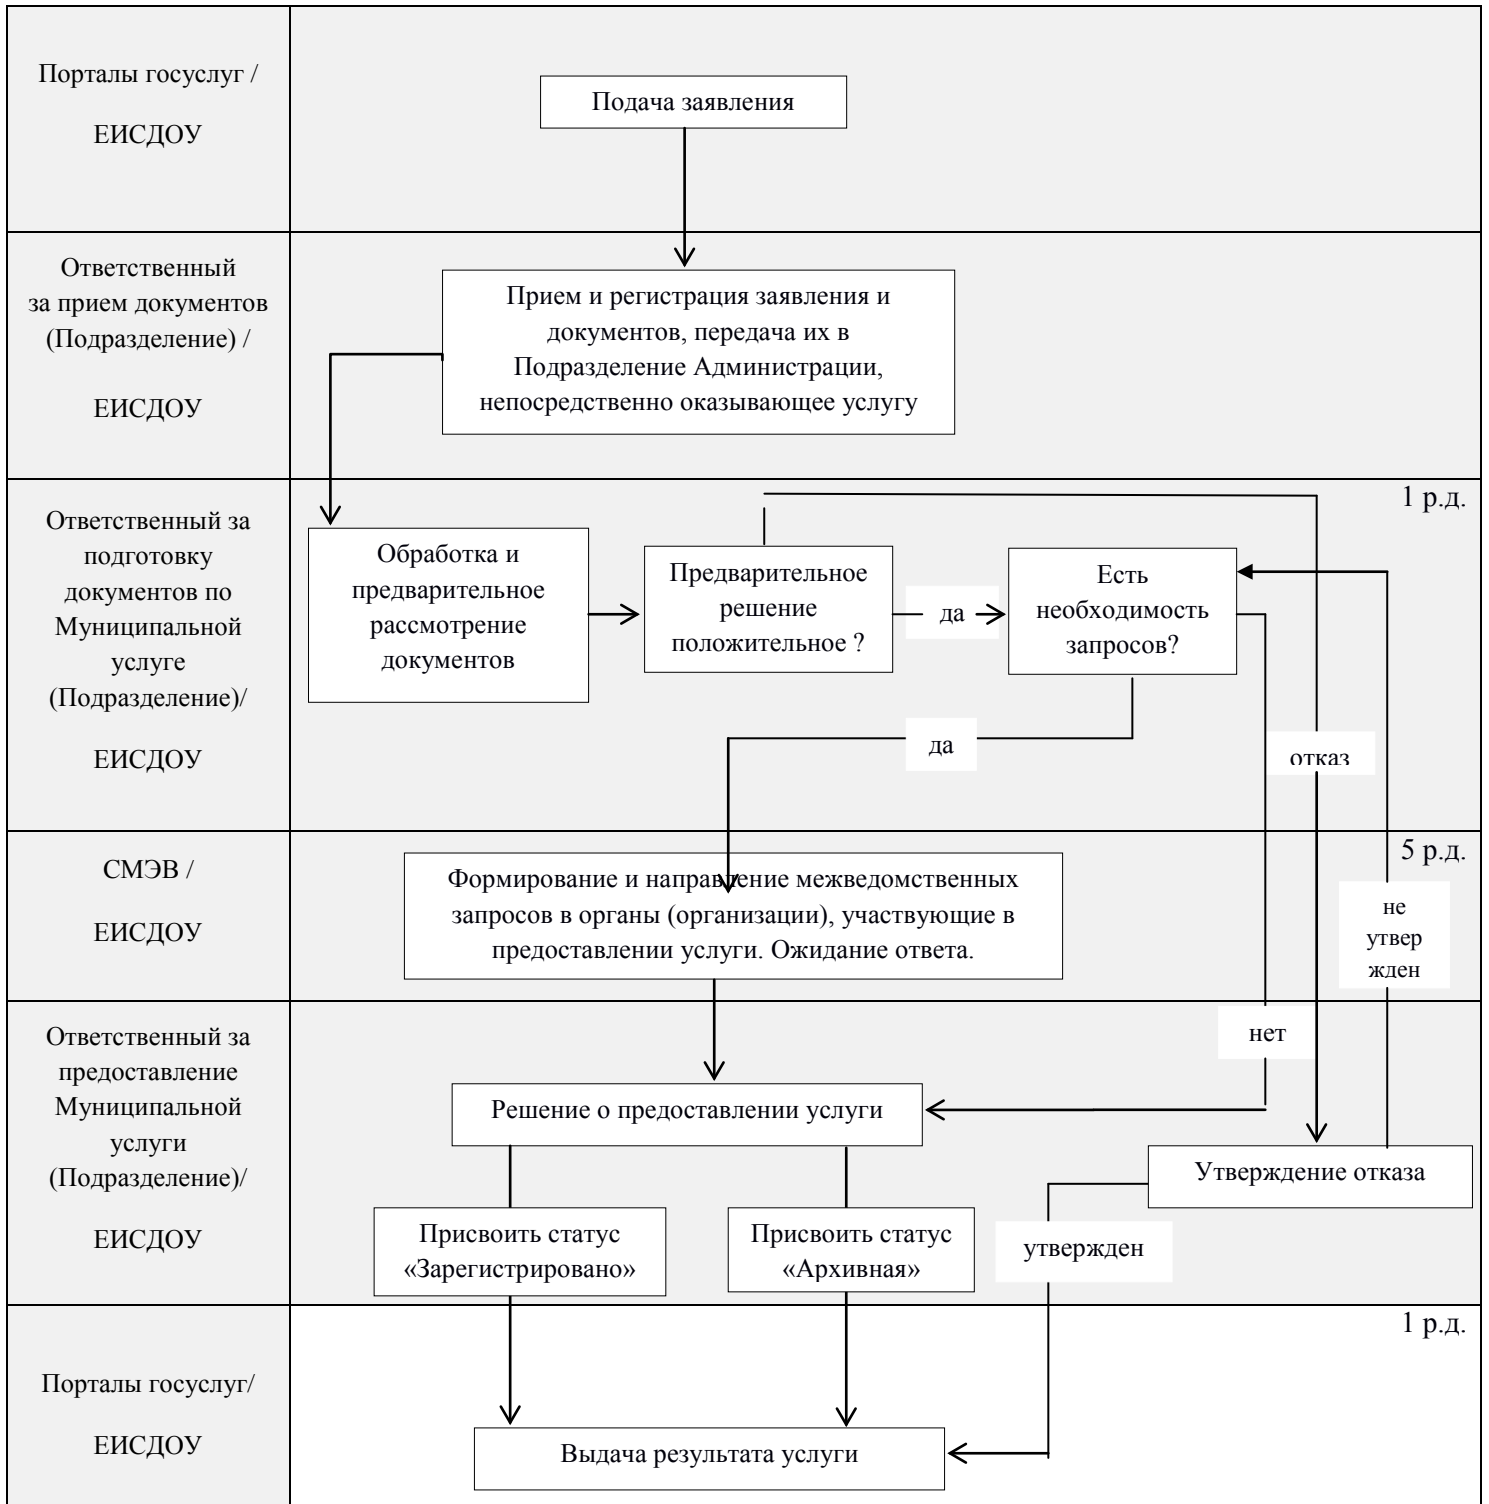 Порталы госуслуг /
ЕИСДОУ
Подача заявления
Ответственный
за прием документов
(Подразделение) /
ЕИСДОУ
Прием и регистрация заявления и
документов, передача их в
Подразделение Администрации,
непосредственно оказывающее услугу
1 р.д.
Ответственный за
подготовку
документов по
Муниципальной
услуге
(Подразделение)/
ЕИСДОУ
Обработка и
предварительное
рассмотрение
документов
Предварительное
решение
положительное ?
да
Есть
необходимость
запросов?
да
отказ
5 р.д.
СМЭВ /
ЕИСДОУ
Формирование и направление межведомственных
запросов в органы (организации), участвующие в
предоставлении услуги. Ожидание ответа.
не
утвер
жден
Ответственный за
предоставление
Муниципальной
услуги
(Подразделение)/
ЕИСДОУ
нет
Решение о предоставлении услуги
Утверждение отказа
Присвоить статус
«Зарегистрировано»
Присвоить статус
«Архивная»
утвержден
1 р.д.
Порталы госуслуг/
ЕИСДОУ
Выдача результата услуги